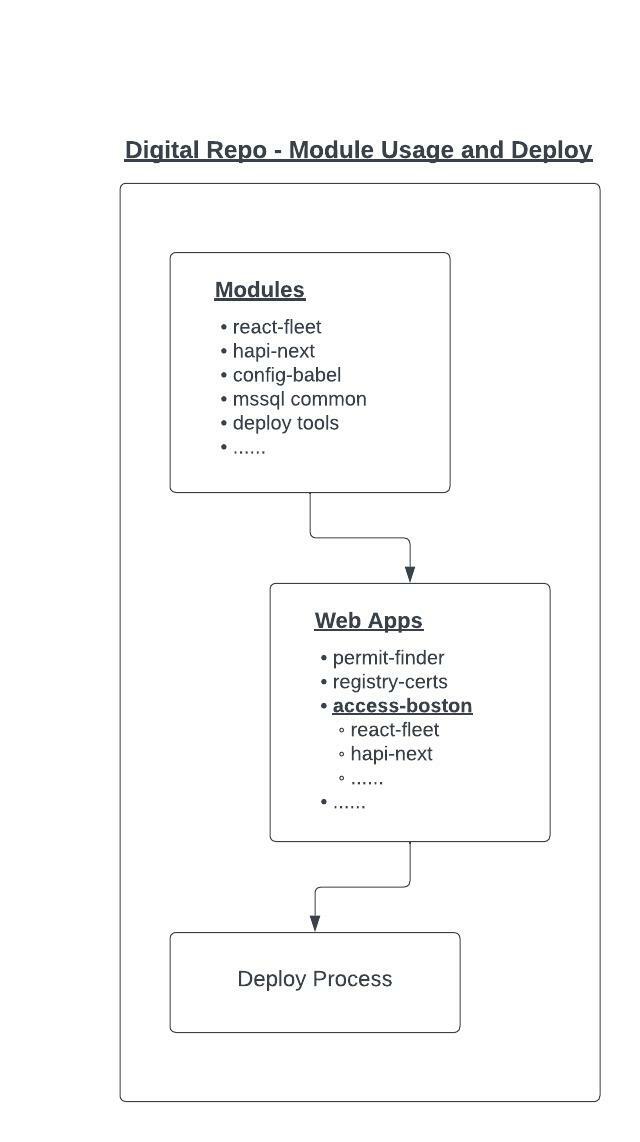 Digital Repo - Module Usage and Deploy
Modules
• react-fleet
• hapi-next
• config-babel
• mssql common
• deploy tools
• ......
Web Apps
• permit-finder
• registry-certs
• access-boston
◦ react-fleet
◦ hapi-next
◦ ......
• ......
Deploy Process